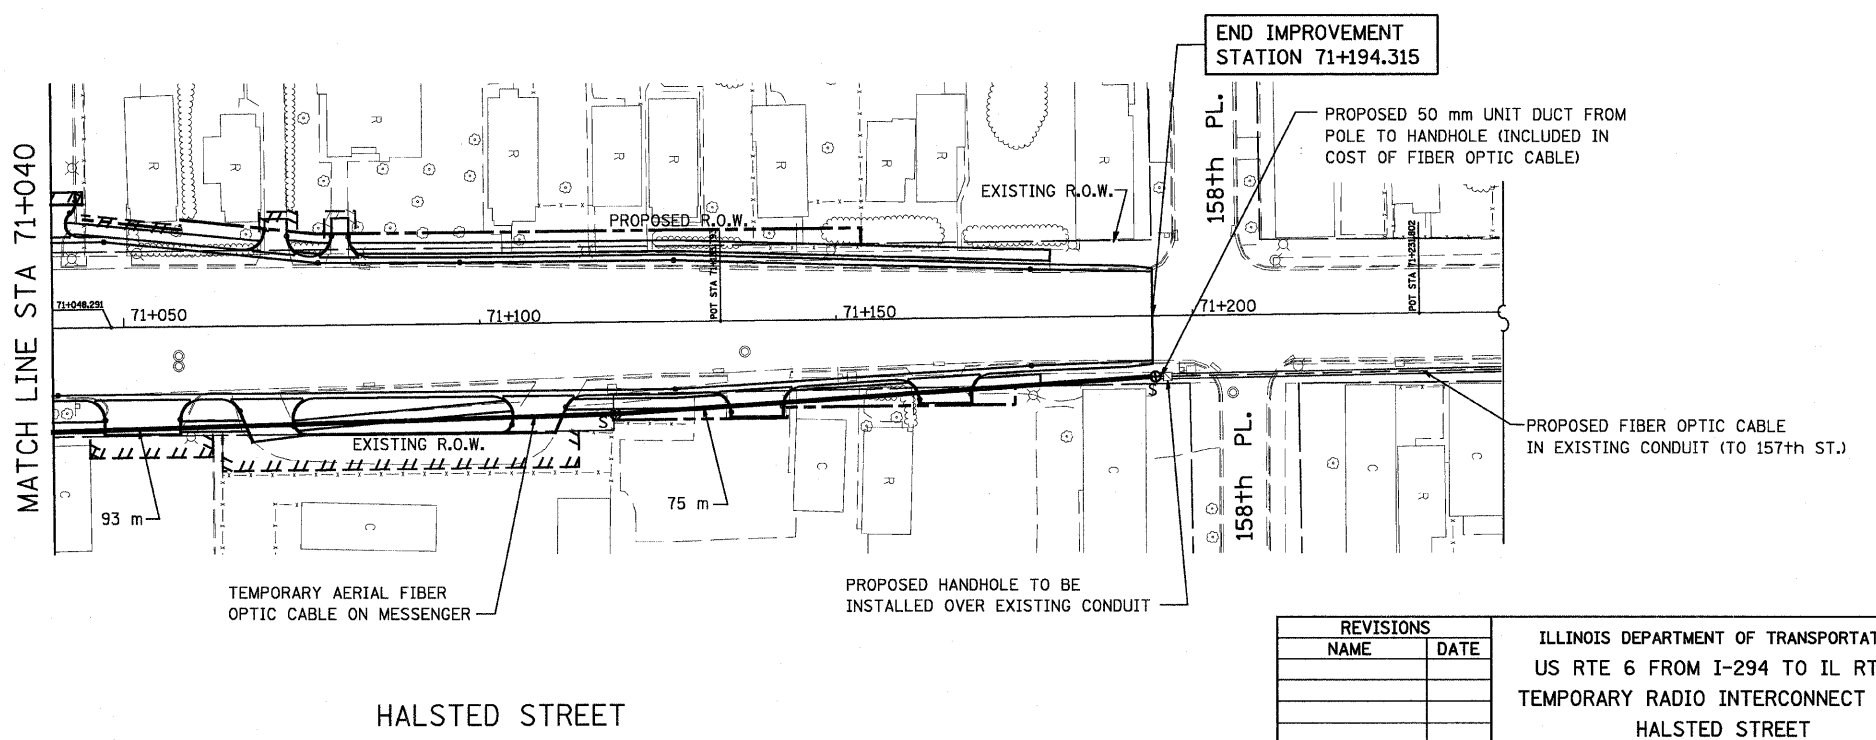 END IMPROVEMENT
STATION 71+194.315
158th PL.
PROPOSED 50 mm UNIT DUCT FROM
POLE TO HANDHOLE (INCLUDED IN
COST OF FIBER OPTIC CABLE)
MATCH LINE STA 71+040
R
R
R
R
R
R
R
R
R
R
R
EXISTING R.O.W.
PROPOSED R.O.W.
71+048.291
71+050
71+100
POT STA
71+150
71+200
POT STA 71+231.802
P
S
S
EXISTING R.O.W.
93 m
75 m
C
C
C
R
C
R
C
158th PL.
PROPOSED FIBER OPTIC CABLE
IN EXISTING CONDUIT (TO 157th ST.)
TEMPORARY AERIAL FIBER
OPTIC CABLE ON MESSENGER
PROPOSED HANDHOLE TO BE
INSTALLED OVER EXISTING CONDUIT
HALSTED STREET
REVISIONS
NAME DATE
ILLINOIS DEPARTMENT OF TRANSPORTAT
US RTE 6 FROM I-294 TO IL RT
TEMPORARY RADIO INTERCONNECT
HALSTED STREET